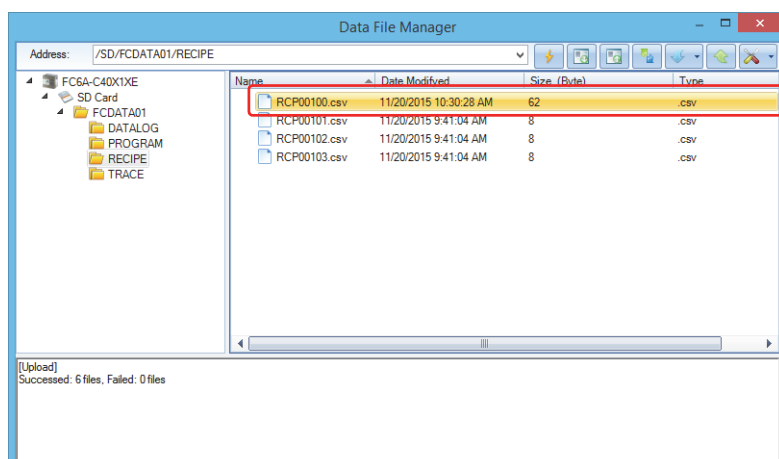 Data File Manager
Address: /SD/FCDATA01/RECIPE
FC6A-C40X1XE
SD Card
FCDATA01
DATALOG
PROGRAM
RECIPE
TRACE
Name Date Modifved Size (Byte) Type
RCP00100.csv 11/20/2015 10:30:28 AM 62 .csv
RCP00101.csv 11/20/2015 9:41:04 AM 8 .csv
RCP00102.csv 11/20/2015 9:41:04 AM 8 .csv
RCP00103.csv 11/20/2015 9:41:04 AM 8 .csv
[Upload]
Successed: 6 files, Failed: 0 files